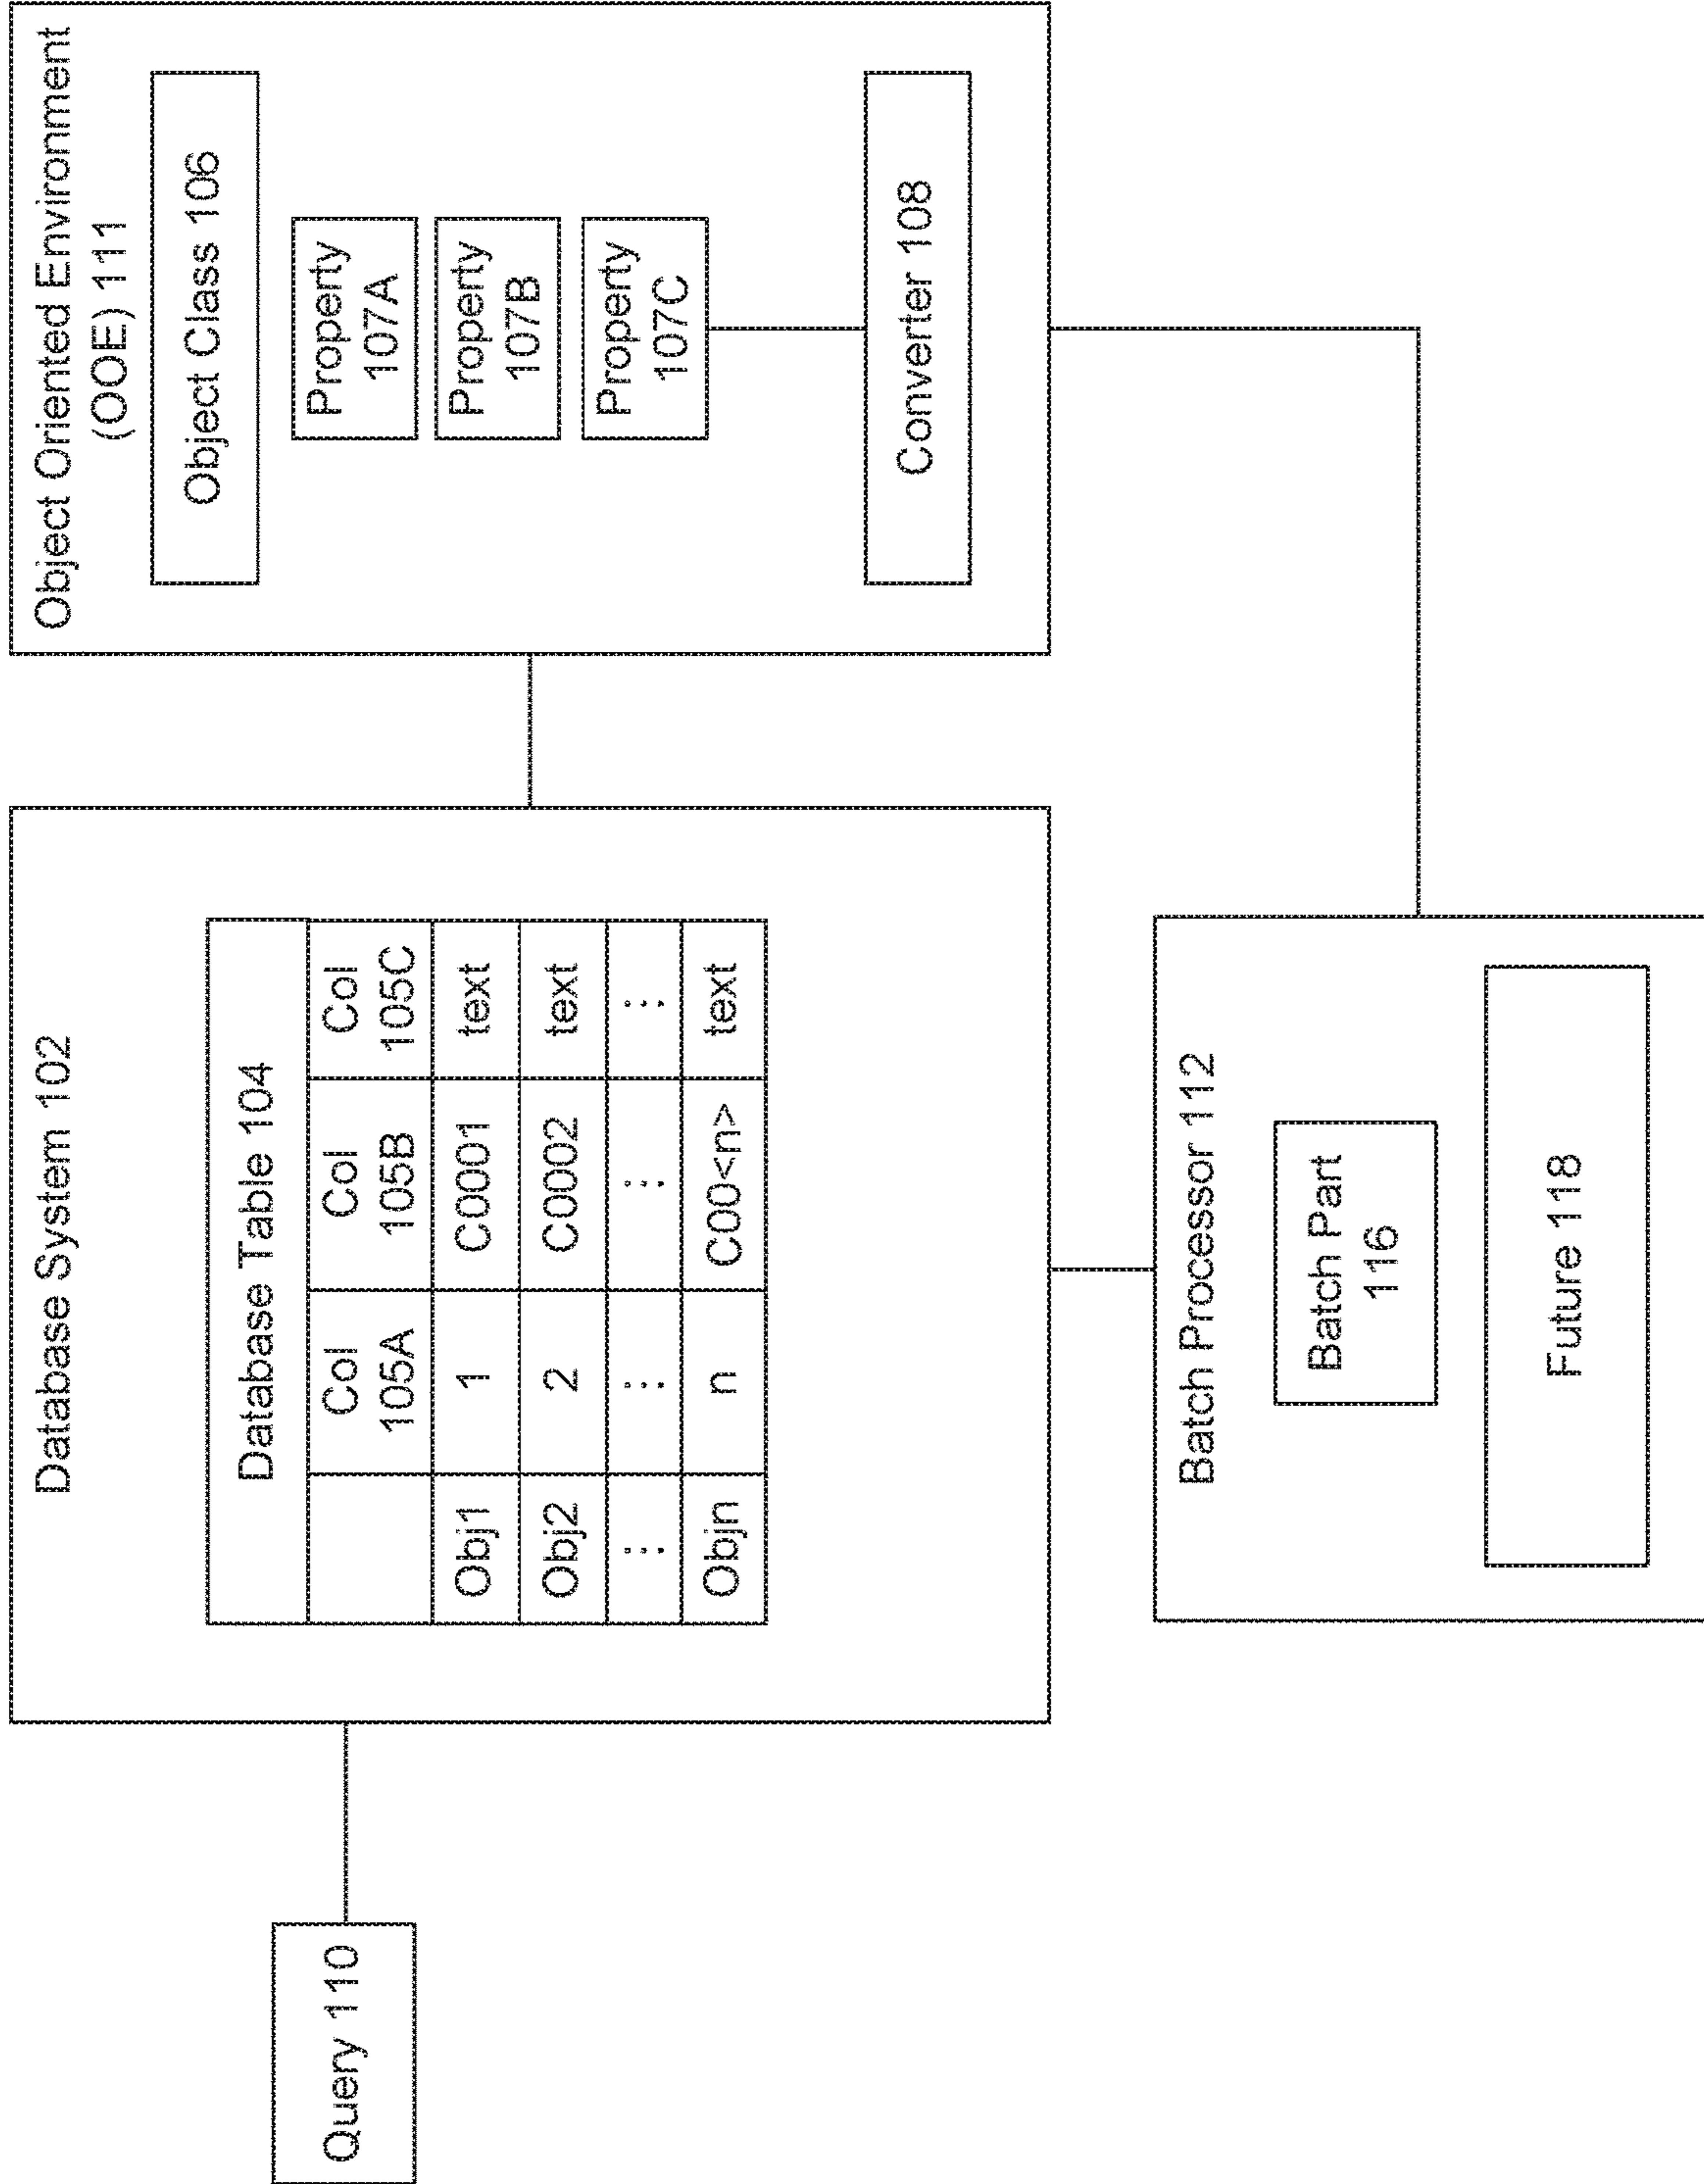 Query 110
Database System 102
Database Table 104
Col 105A Col 105B Col 105C
Obj1 1 C0001 text
Obj2 2 C0002 text
: : : :
Objn n C00<n> text
Object Oriented Environment
(OOE) 111
Object Class 106
Property
107A
Property
107B
Property
107C
Converter 108
Batch Processor 112
Batch Part
116
Future 118